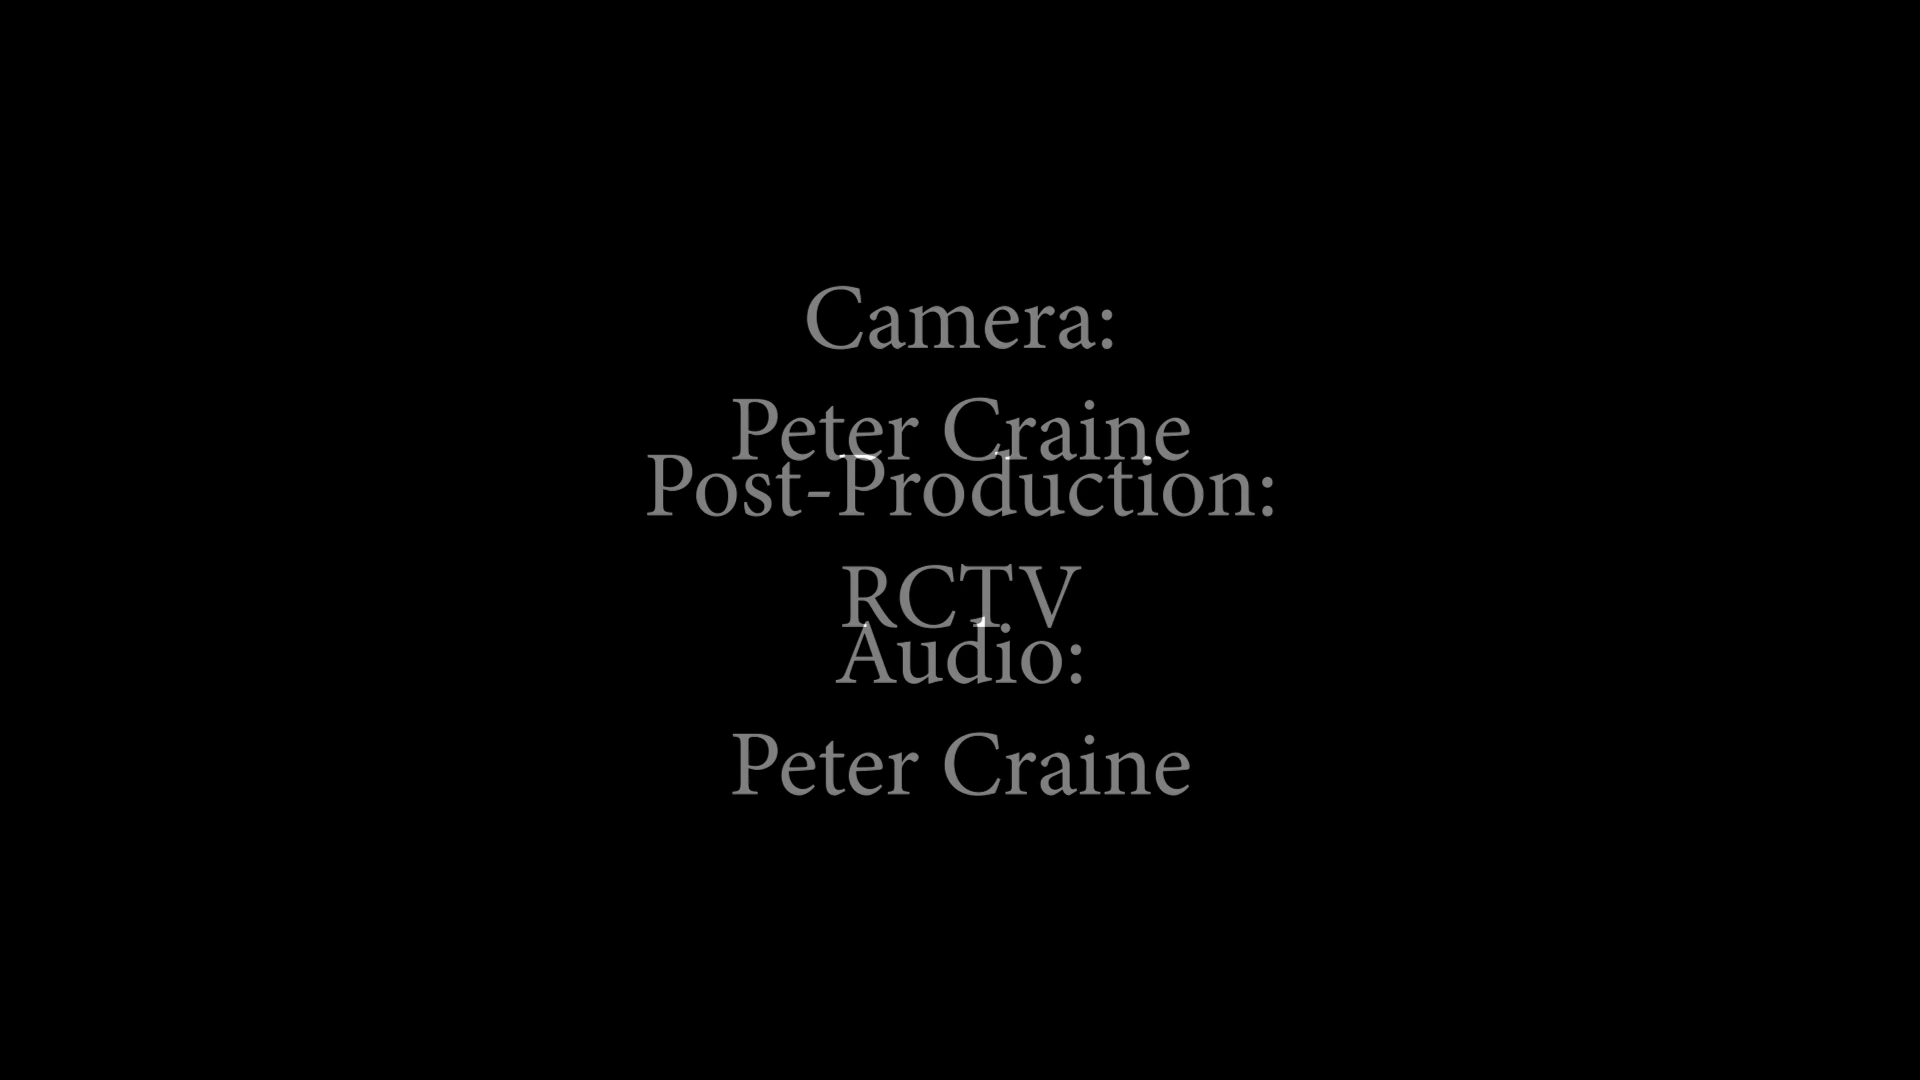 Camera:
Peter Craine
Post-Production:
RCTV
Audio:
Peter Craine